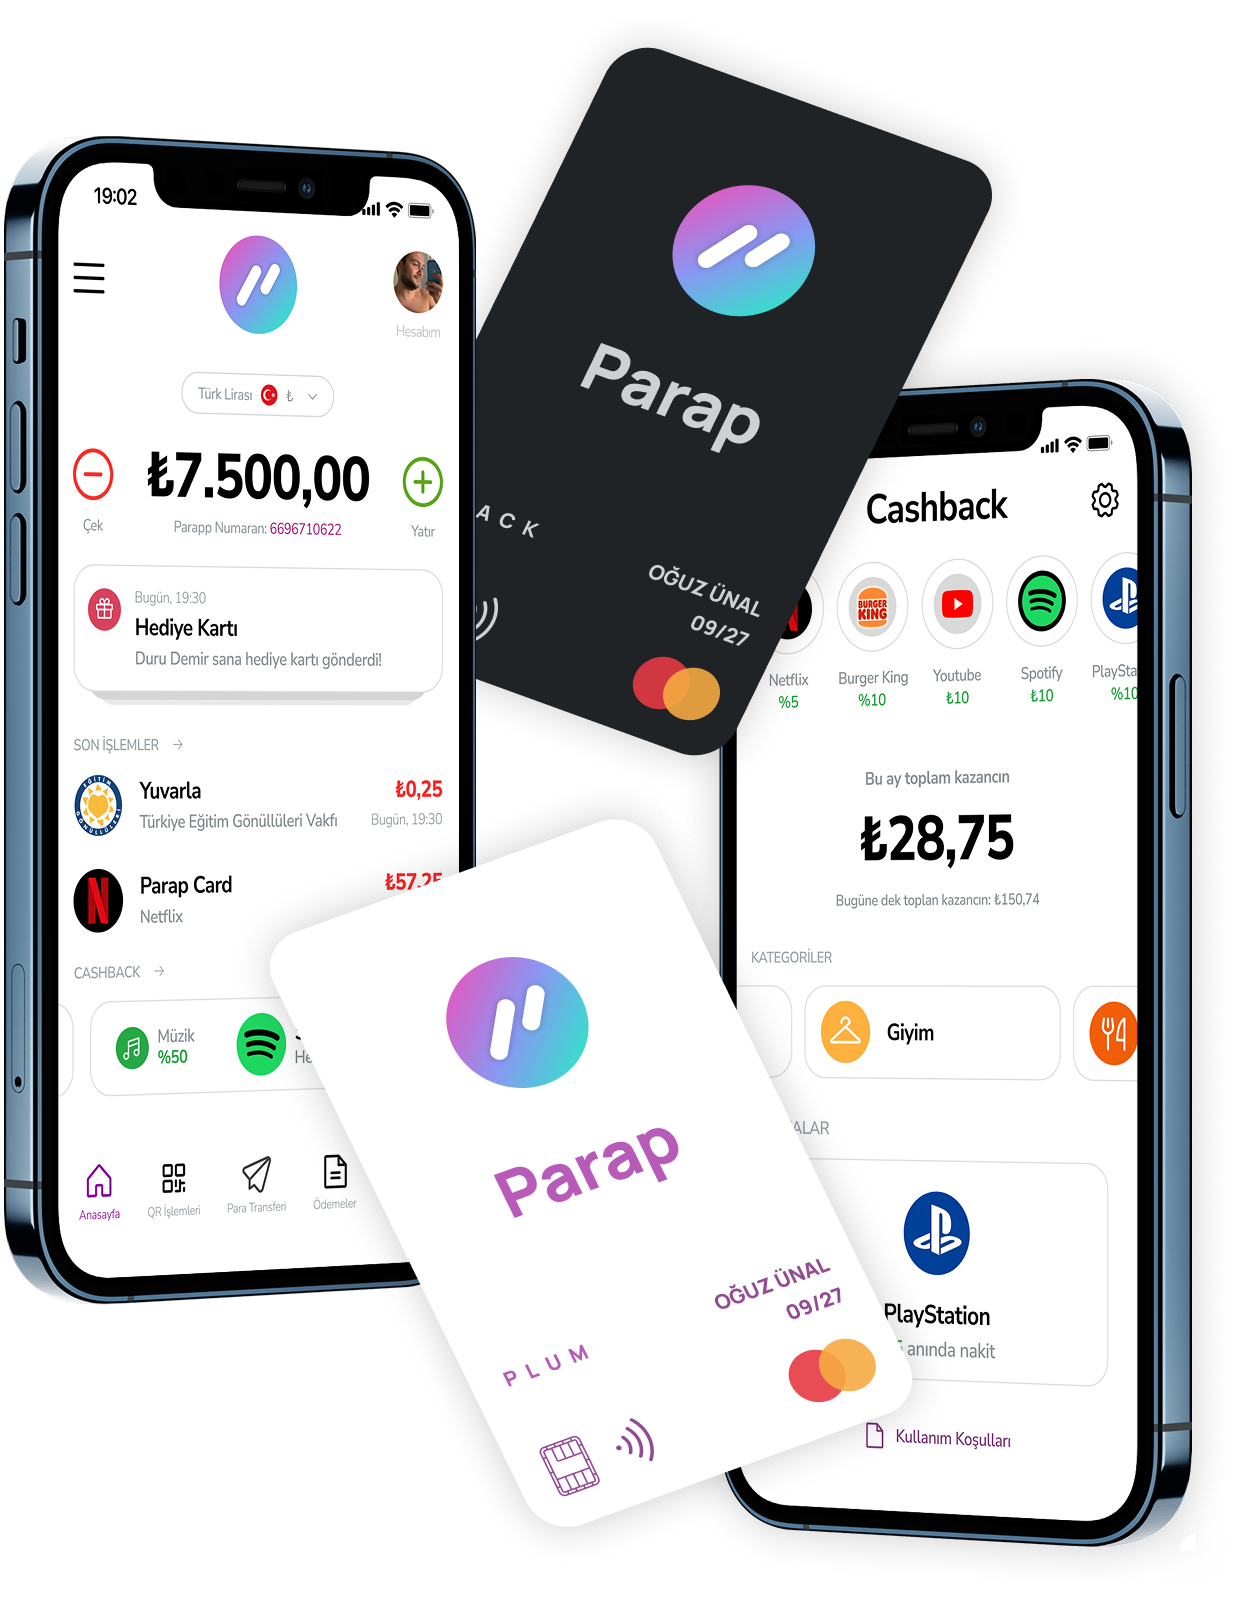 19:02
Hesabım
Türk Lirası ₺
₺7.500,00
Çek
Parapp Numaran: 6696710622
Yatır
Bugün, 19:30
Hediye Kartı
Duru Demir sana hediye kartı gönderdi!
SON İŞLEMLER
EĞİTİM GÖNÜLLÜLERİ
Yuvarla
₺0,25
Türkiye Eğitim Gönüllüleri Vakfı
Bugün, 19:30
Parap Card
₺57,25
Netflix
CASHBACK
Müzik
%50
He
Anasayfa
QR İşlemleri
Para Transferi
Ödemeler
Parap
ACK
OĞUZ ÜNAL
09/27
Parap
OĞUZ ÜNAL
09/27
PLUM
Cashback
BURGER KING
Netflix
%5
Burger King
%10
Youtube
₺10
Spotify
₺10
PlaySta
%10
Bu ay toplam kazancın
₺28,75
Bugüne dek toplan kazancın: ₺150,74
KATEGORİLER
Giyim
ALAR
PlayStation
anında nakit
Kullanım Koşulları